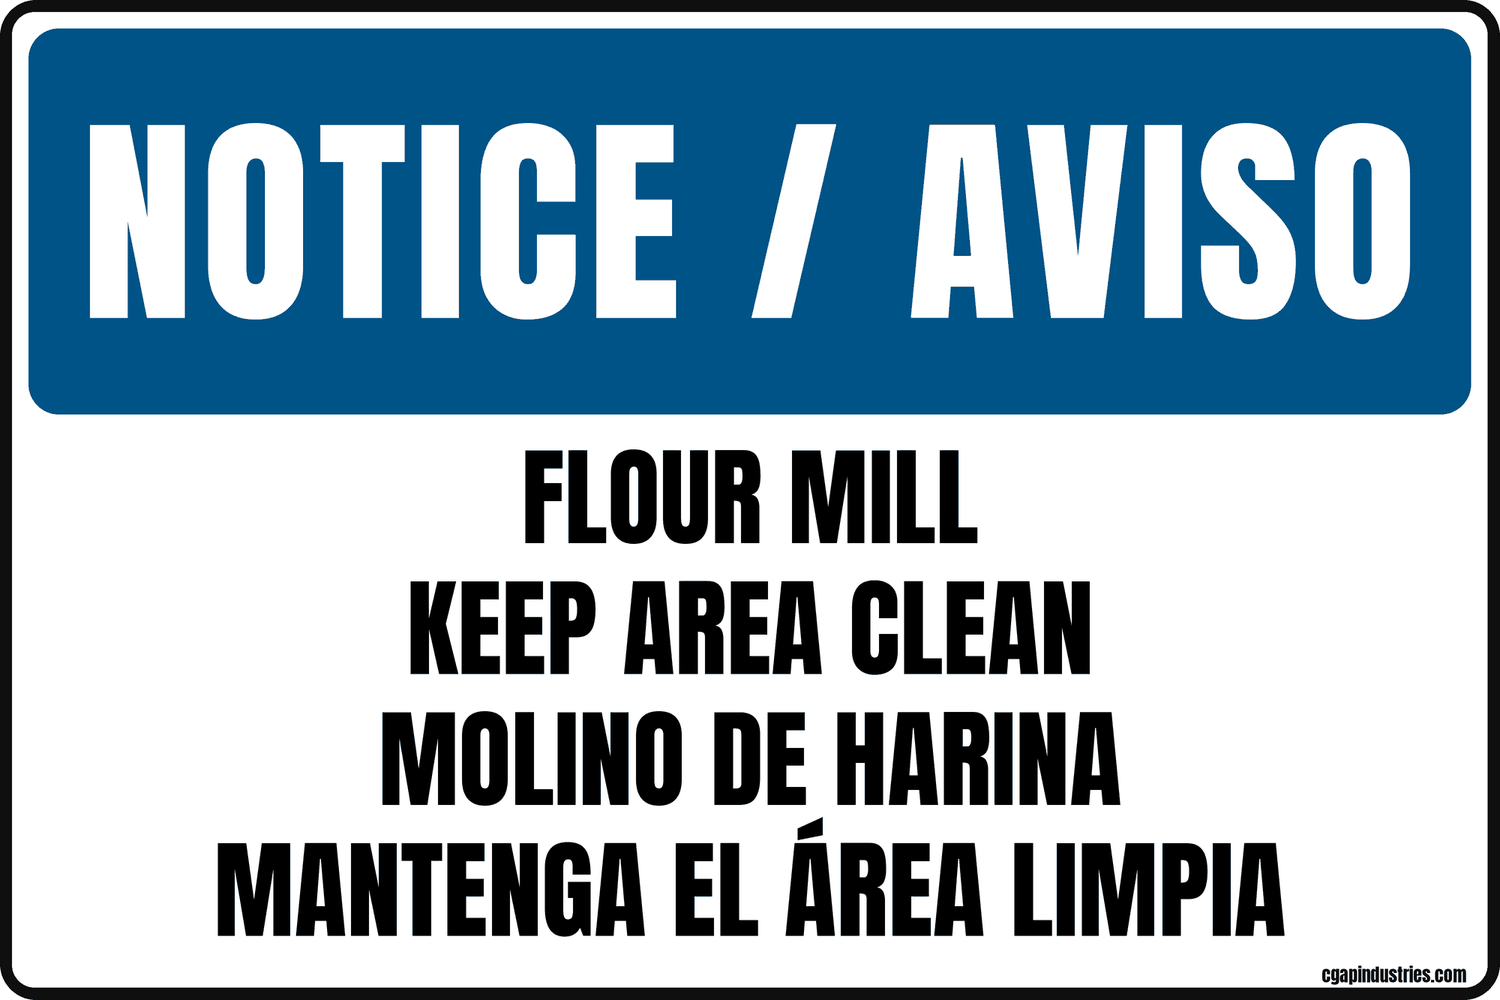 NOTICE / AVISO
FLOUR MILL
KEEP AREA CLEAN
MOLINO DE HARINA
MANTENGA EL ÁREA LIMPIA
cgapindustries.com